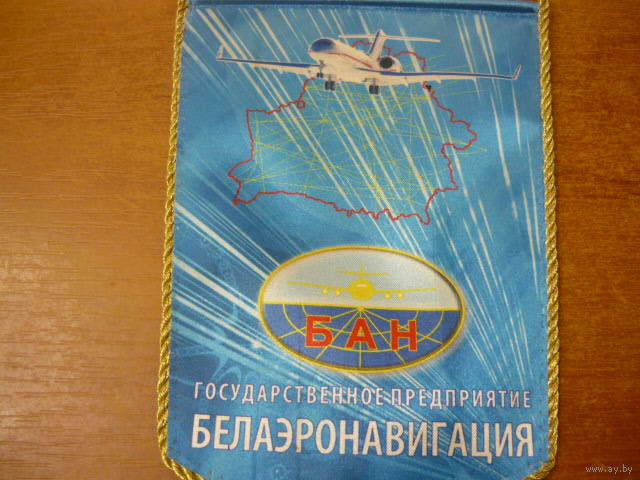 БАН
ГОСУДАРСТВЕННОЕ ПРЕДПРИЯТИЕ
БЕЛАЭРОНАВИГАЦИЯ
www.ay.by